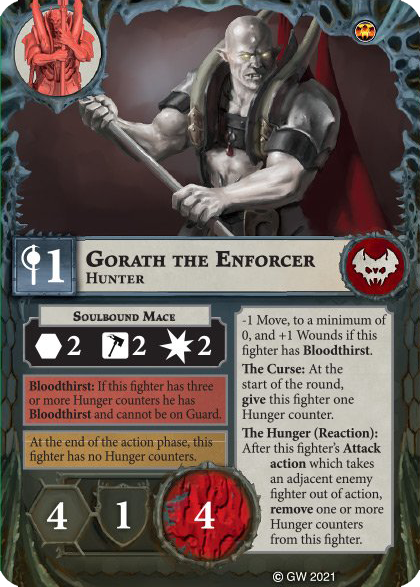 1
GORATH THE ENFORCER
HUNTER
SOULBOUND MACE
2 2 2
Bloodthirst: If this fighter has three
or more Hunger counters he has
Bloodthirst and cannot be on Guard.
At the end of the action phase, this
fighter has no Hunger counters.
4 1 4
-1 Move, to a minimum of
0, and +1 Wounds if this
fighter has Bloodthirst.
The Curse: At the
start of the round,
give this fighter one
Hunger counter.
The Hunger (Reaction):
After this fighter's Attack
action which takes
an adjacent enemy
fighter out of action,
remove one or more
Hunger counters
from this fighter.
© GW 2021